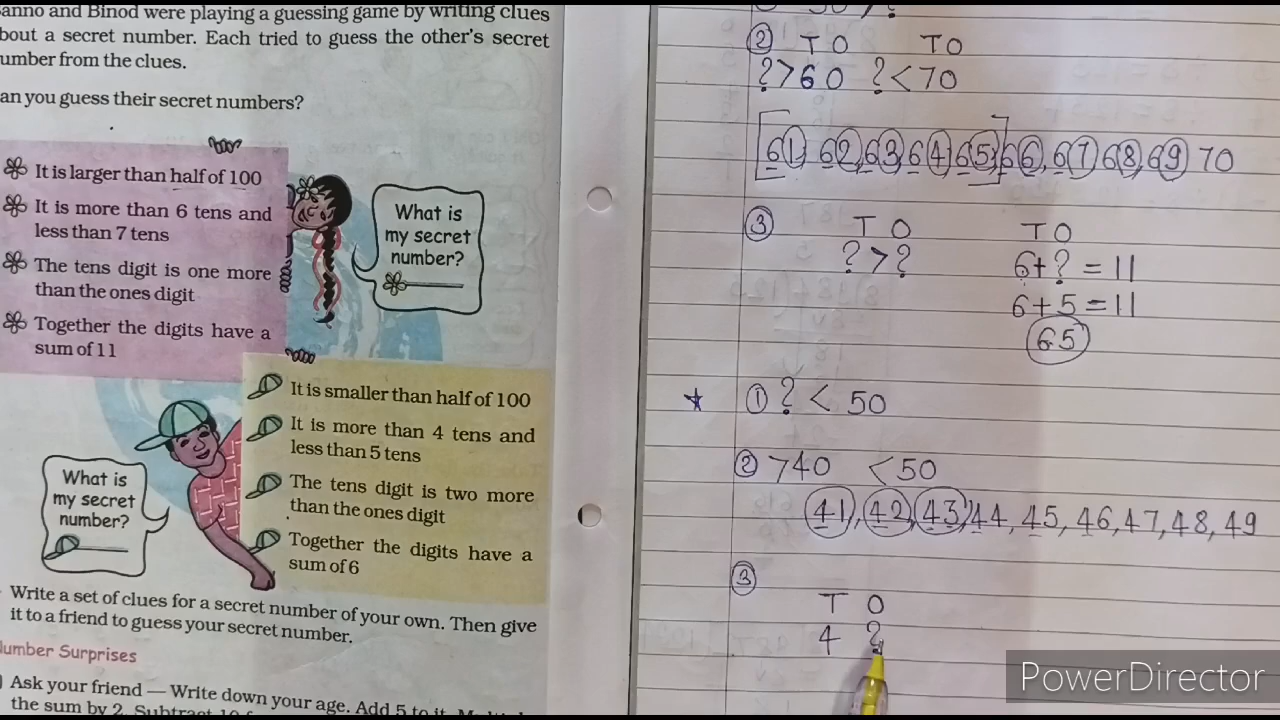 anno and Binod were playing a guessing game by writing clues
bout a secret number. Each tried to guess the other's secret
umber from the clues.
an you guess their secret numbers?
It is larger than half of 100
It is more than 6 tens and
less than 7 tens
The tens digit is one more
than the ones digit
Together the digits have a
sum of 11
What is
my secret
number?
It is smaller than half of 100
It is more than 4 tens and
less than 5 tens
The tens digit is two more
than the ones digit
Together the digits have a
sum of 6
What is
my secret
number?
Write a set of clues for a secret number of your own. Then give
it to a friend to guess your secret number.
umber Surprises
Ask your friend — Write down your age. Add 5 to it.
the sum by 2. Subtract 10
② T O T O
?>60 ?<70
[61 62 63 64 65] 66, 67 68, 69 70
③ T O T O
? > ? 6+? = 11
6+5=11
65
★ ① ? < 50
② >40 <50
41, 42, 43, 44, 45, 46, 47, 48, 49
③
T O
4 ?
PowerDirector